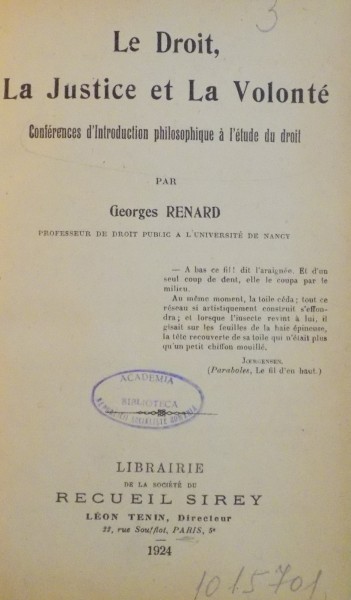 3
Le Droit,
La Justice et La Volonté
Conférences d'Introduction philosophique à l'étude du droit
PAR
Georges RENARD
PROFESSEUR DE DROIT PUBLIC A L'UNIVERSITÉ DE NANCY
— A bas ce fil! dit l'araignée. Et d'un
seul coup de dent, elle le coupa par le
milieu.
Au même moment, la toile céda; tout ce
réseau si artistiquement construit s'effon-
dra; et lorsque l'insecte revint à lui, il
gisait sur les feuilles de la haie épineuse,
la tête recouverte de sa toile qui n'était plus
qu'un petit chiffon mouillé.
JŒRGENSEN.
(Paraboles, Le fil d'en haut.)
ACADEMIA
BIBLIOTECA
LIBRAIRIE
DE LA SOCIÉTÉ DU
RECUEIL SIREY
LÉON TENIN, Directeur
22, rue Soufflot, PARIS, 5e
1924
1015701